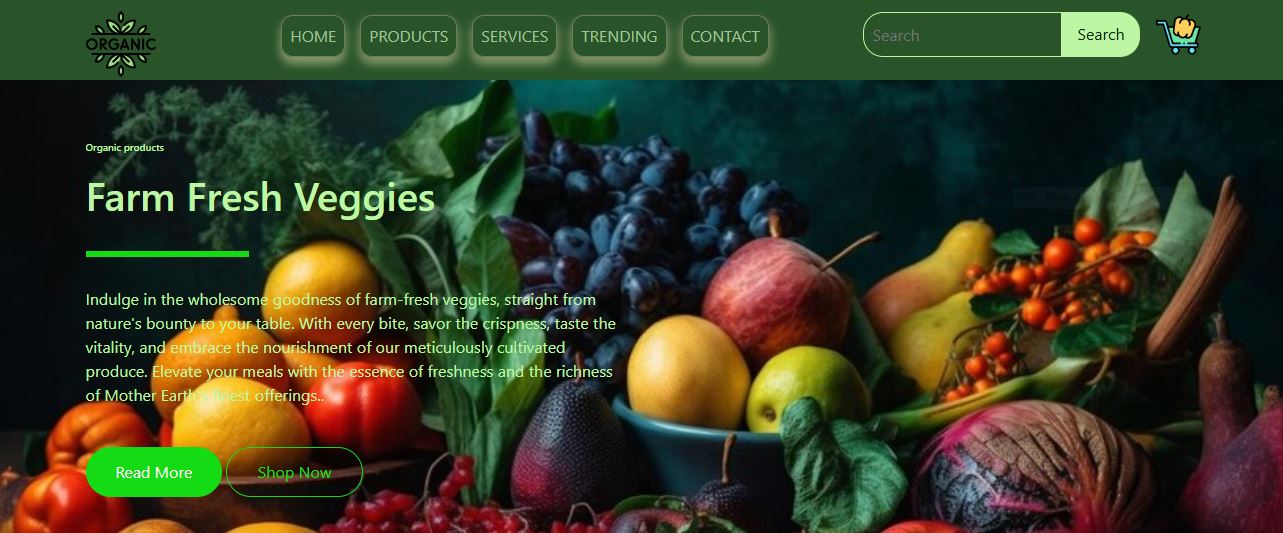 ORGANIC
HOME
PRODUCTS
SERVICES
TRENDING
CONTACT
Search
Search
Organic products
Farm Fresh Veggies
Indulge in the wholesome goodness of farm-fresh veggies, straight from
nature's bounty to your table. With every bite, savor the crispness, taste the
vitality, and embrace the nourishment of our meticulously cultivated
produce. Elevate your meals with the essence of freshness and the richness
of Mother Earth's finest offerings..
Read More
Shop Now